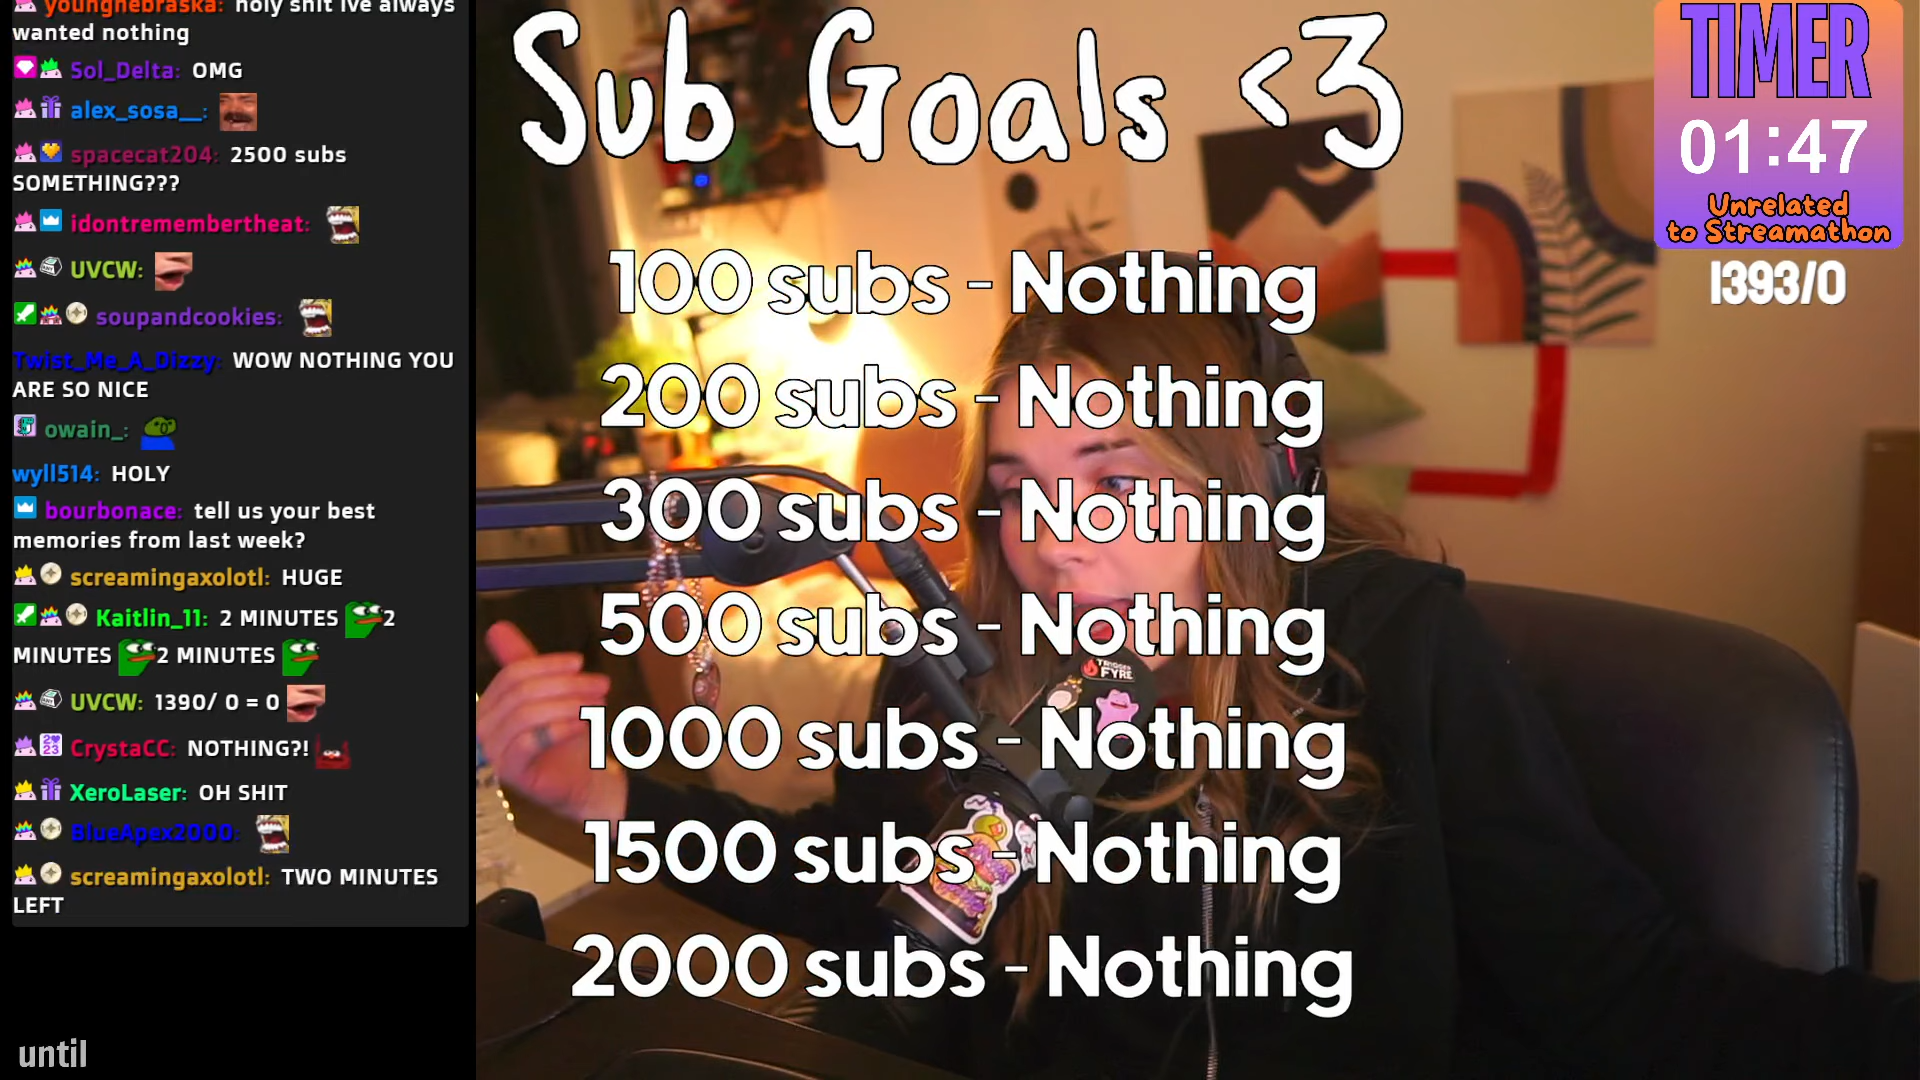 youngnebraska: holy shit ive always
wanted nothing
Sol_Delta: OMG
alex_sosa__:
spacecat204: 2500 subs
SOMETHING???
idontremembertheat:
UVCW:
soupandcookies:
Twist_Me_A_Dizzy: WOW NOTHING YOU
ARE SO NICE
owain_:
wyll514: HOLY
bourbonace: tell us your best
memories from last week?
screamingaxolotl: HUGE
Kaitlin_11: 2 MINUTES 2
MINUTES 2 MINUTES
UVCW: 1390/ 0 = 0
CrystaCC: NOTHING?!
XeroLaser: OH SHIT
BlueApex2000:
screamingaxolotl: TWO MINUTES
LEFT
until
Sub Goals <3
100 subs - Nothing
200 subs - Nothing
300 subs - Nothing
500 subs - Nothing
1000 subs - Nothing
1500 subs - Nothing
2000 subs - Nothing
TRIGGER
FYRE
TIMER
01:47
Unrelated
to Streamathon
1393/0